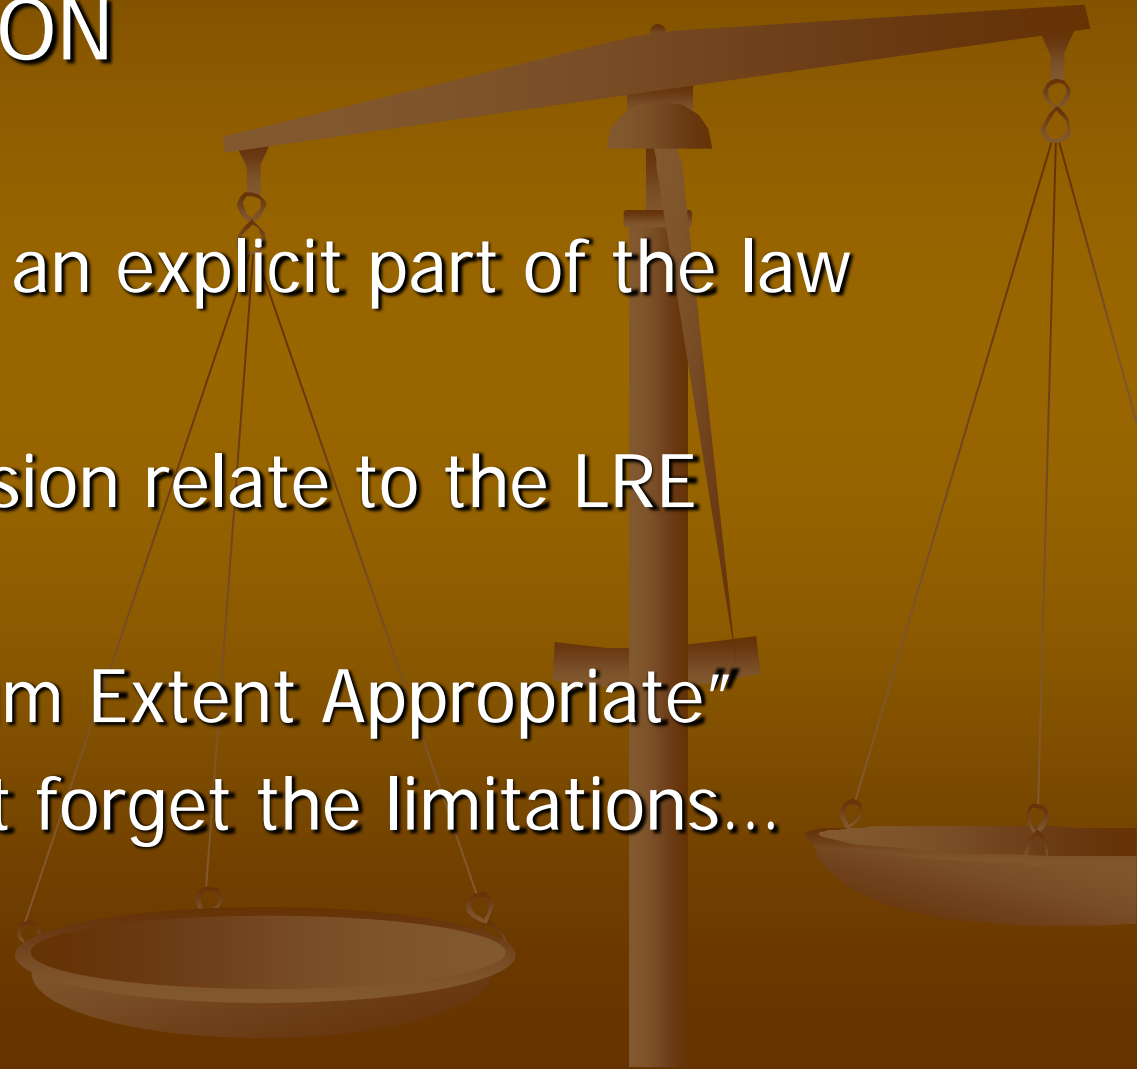 ON
an explicit part of the law
sion relate to the LRE
m Extent Appropriate”
t forget the limitations…